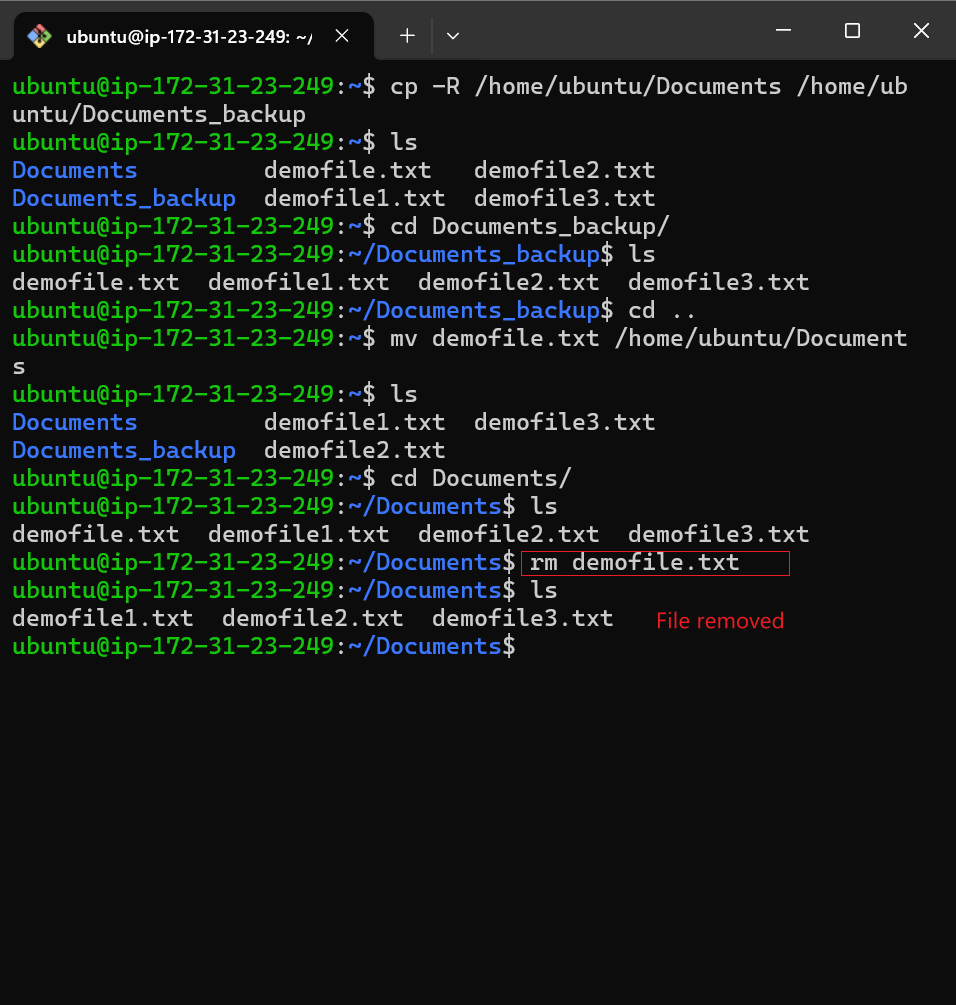 ubuntu@ip-172-31-23-249: ~/
ubuntu@ip-172-31-23-249:~$ cp -R /home/ubuntu/Documents /home/ub
untu/Documents_backup
ubuntu@ip-172-31-23-249:~$ ls
Documents         demofile.txt   demofile2.txt
Documents_backup  demofile1.txt  demofile3.txt
ubuntu@ip-172-31-23-249:~$ cd Documents_backup/
ubuntu@ip-172-31-23-249:~/Documents_backup$ ls
demofile.txt  demofile1.txt  demofile2.txt  demofile3.txt
ubuntu@ip-172-31-23-249:~/Documents_backup$ cd ..
ubuntu@ip-172-31-23-249:~$ mv demofile.txt /home/ubuntu/Document
s
ubuntu@ip-172-31-23-249:~$ ls
Documents         demofile1.txt  demofile3.txt
Documents_backup  demofile2.txt
ubuntu@ip-172-31-23-249:~$ cd Documents/
ubuntu@ip-172-31-23-249:~/Documents$ ls
demofile.txt  demofile1.txt  demofile2.txt  demofile3.txt
ubuntu@ip-172-31-23-249:~/Documents$ rm demofile.txt
ubuntu@ip-172-31-23-249:~/Documents$ ls
demofile1.txt  demofile2.txt  demofile3.txt   File removed
ubuntu@ip-172-31-23-249:~/Documents$